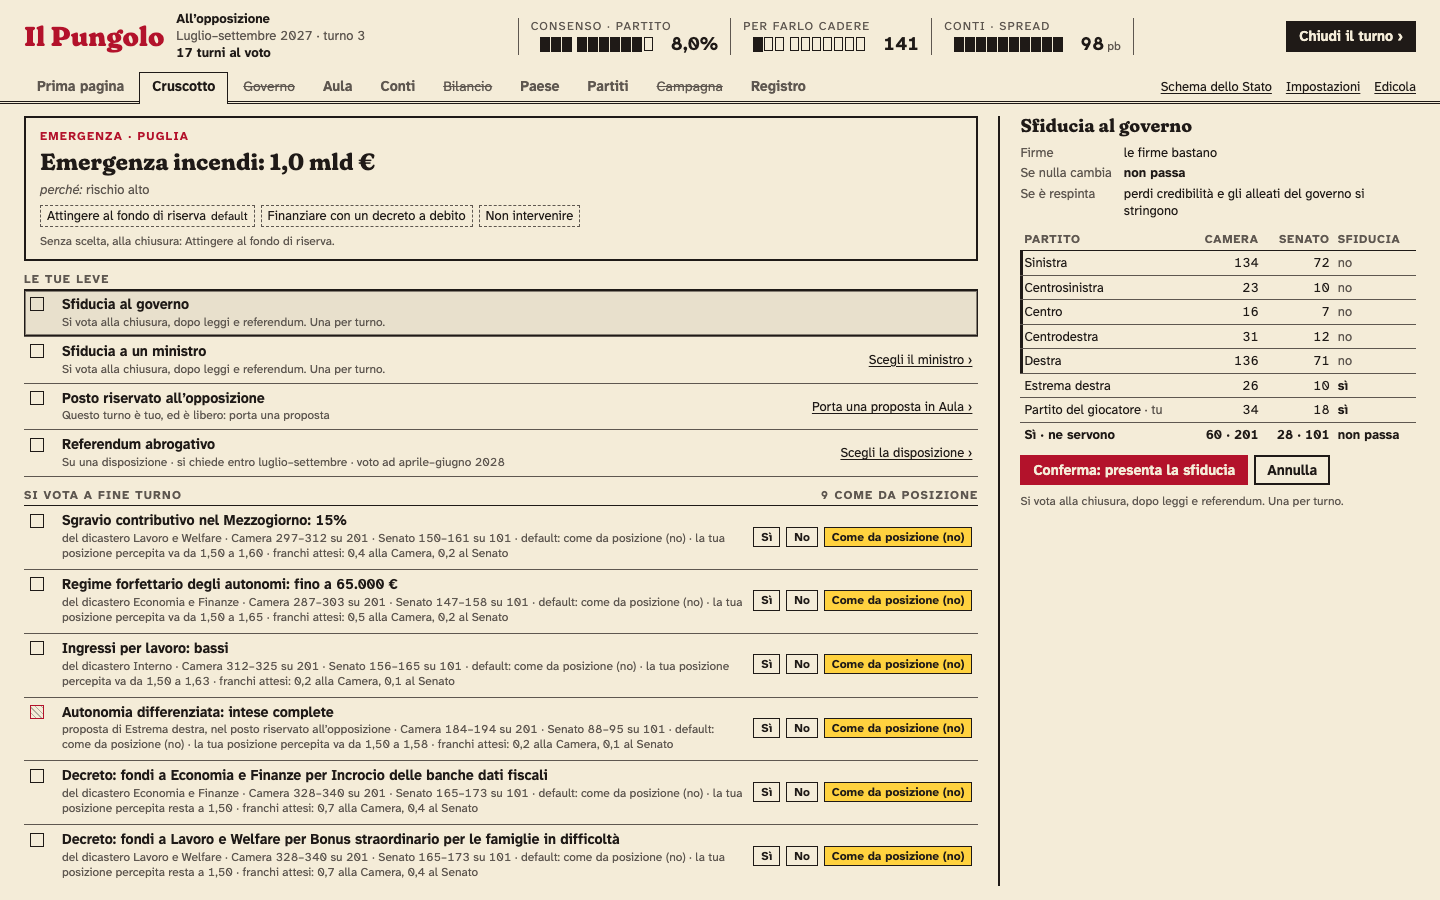 Il Pungolo
All'opposizione
Luglio–settembre 2027 · turno 3
17 turni al voto
CONSENSO · PARTITO
8,0%
PER FARLO CADERE
141
CONTI · SPREAD
98 pb
Chiudi il turno ›
Prima pagina
Cruscotto
Governo
Aula
Conti
Bilancio
Paese
Partiti
Campagna
Registro
Schema dello Stato
Impostazioni
Edicola
EMERGENZA · PUGLIA
Emergenza incendi: 1,0 mld €
perché: rischio alto
Attingere al fondo di riserva default
Finanziare con un decreto a debito
Non intervenire
Senza scelta, alla chiusura: Attingere al fondo di riserva.
LE TUE LEVE
Sfiducia al governo
Si vota alla chiusura, dopo leggi e referendum. Una per turno.
Sfiducia a un ministro
Si vota alla chiusura, dopo leggi e referendum. Una per turno.
Scegli il ministro ›
Posto riservato all'opposizione
Questo turno è tuo, ed è libero: porta una proposta
Porta una proposta in Aula ›
Referendum abrogativo
Su una disposizione · si chiede entro luglio–settembre · voto ad aprile–giugno 2028
Scegli la disposizione ›
SI VOTA A FINE TURNO
9 COME DA POSIZIONE
Sgravio contributivo nel Mezzogiorno: 15%
del dicastero Lavoro e Welfare · Camera 297–312 su 201 · Senato 150–161 su 101 · default: come da posizione (no) · la tua
posizione percepita va da 1,50 a 1,60 · franchi attesi: 0,4 alla Camera, 0,2 al Senato
Sì
No
Come da posizione (no)
Regime forfettario degli autonomi: fino a 65.000 €
del dicastero Economia e Finanze · Camera 287–303 su 201 · Senato 147–158 su 101 · default: come da posizione (no) · la tua
posizione percepita va da 1,50 a 1,65 · franchi attesi: 0,5 alla Camera, 0,2 al Senato
Sì
No
Come da posizione (no)
Ingressi per lavoro: bassi
del dicastero Interno · Camera 312–325 su 201 · Senato 156–165 su 101 · default: come da posizione (no) · la tua posizione
percepita va da 1,50 a 1,63 · franchi attesi: 0,2 alla Camera, 0,1 al Senato
Sì
No
Come da posizione (no)
Autonomia differenziata: intese complete
proposta di Estrema destra, nel posto riservato all'opposizione · Camera 184–194 su 201 · Senato 88–95 su 101 · default:
come da posizione (no) · la tua posizione percepita va da 1,50 a 1,58 · franchi attesi: 0,2 alla Camera, 0,1 al Senato
Sì
No
Come da posizione (no)
Decreto: fondi a Economia e Finanze per Incrocio delle banche dati fiscali
del dicastero Economia e Finanze · Camera 328–340 su 201 · Senato 165–173 su 101 · default: come da posizione (no) · la tua
posizione percepita resta a 1,50 · franchi attesi: 0,7 alla Camera, 0,4 al Senato
Sì
No
Come da posizione (no)
Decreto: fondi a Lavoro e Welfare per Bonus straordinario per le famiglie in difficoltà
del dicastero Lavoro e Welfare · Camera 328–340 su 201 · Senato 165–173 su 101 · default: come da posizione (no) · la tua
posizione percepita resta a 1,50 · franchi attesi: 0,7 alla Camera, 0,4 al Senato
Sì
No
Come da posizione (no)
Sfiducia al governo
Firme le firme bastano
Se nulla cambia non passa
Se è respinta perdi credibilità e gli alleati del governo si
stringono
PARTITO CAMERA SENATO SFIDUCIA
Sinistra 134 72 no
Centrosinistra 23 10 no
Centro 16 7 no
Centrodestra 31 12 no
Destra 136 71 no
Estrema destra 26 10 sì
Partito del giocatore · tu 34 18 sì
Sì · ne servono 60 · 201 28 · 101 non passa
Conferma: presenta la sfiducia
Annulla
Si vota alla chiusura, dopo leggi e referendum. Una per turno.